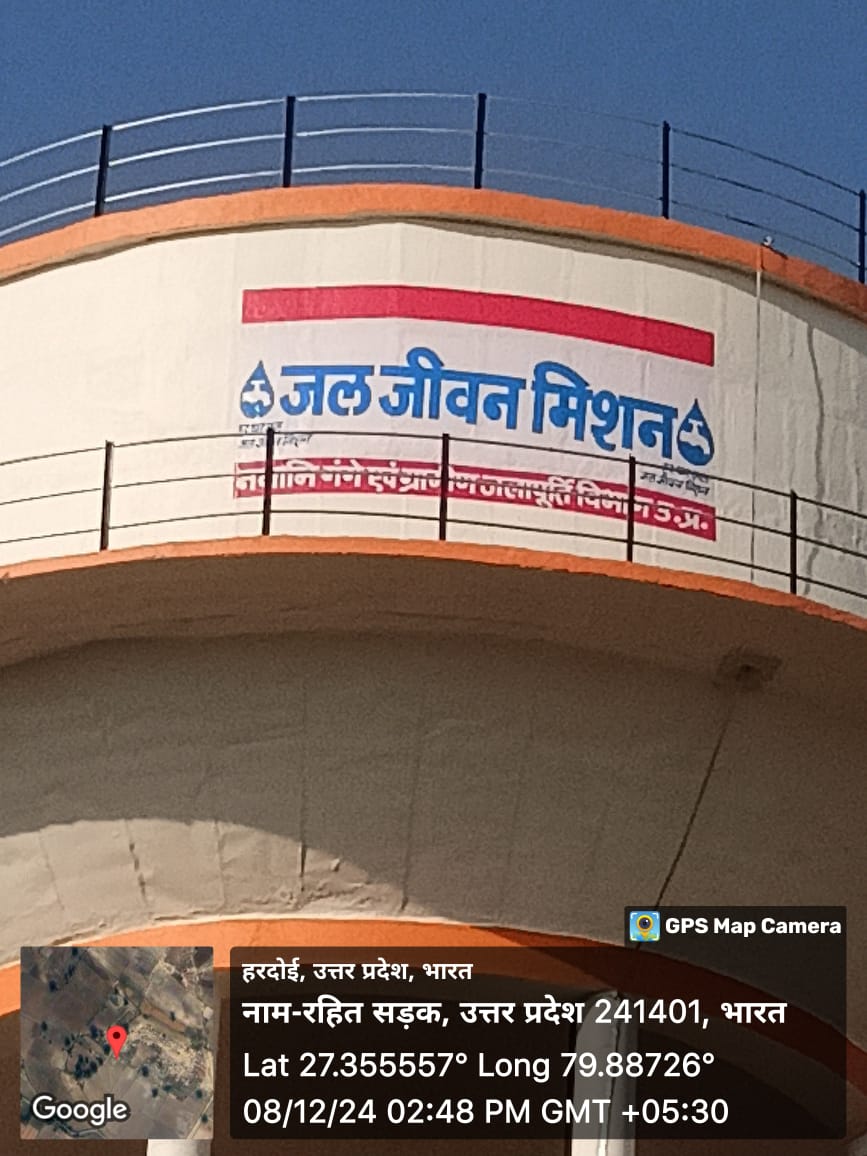 जल जीवन मिशन
नमामि गंगे एवं ग्रामीण जलापूर्ति विभाग उ.प्र.
GPS Map Camera
हरदोई, उत्तर प्रदेश, भारत
नाम-रहित सड़क, उत्तर प्रदेश 241401, भारत
Lat 27.355557° Long 79.88726°
08/12/24 02:48 PM GMT +05:30
Google